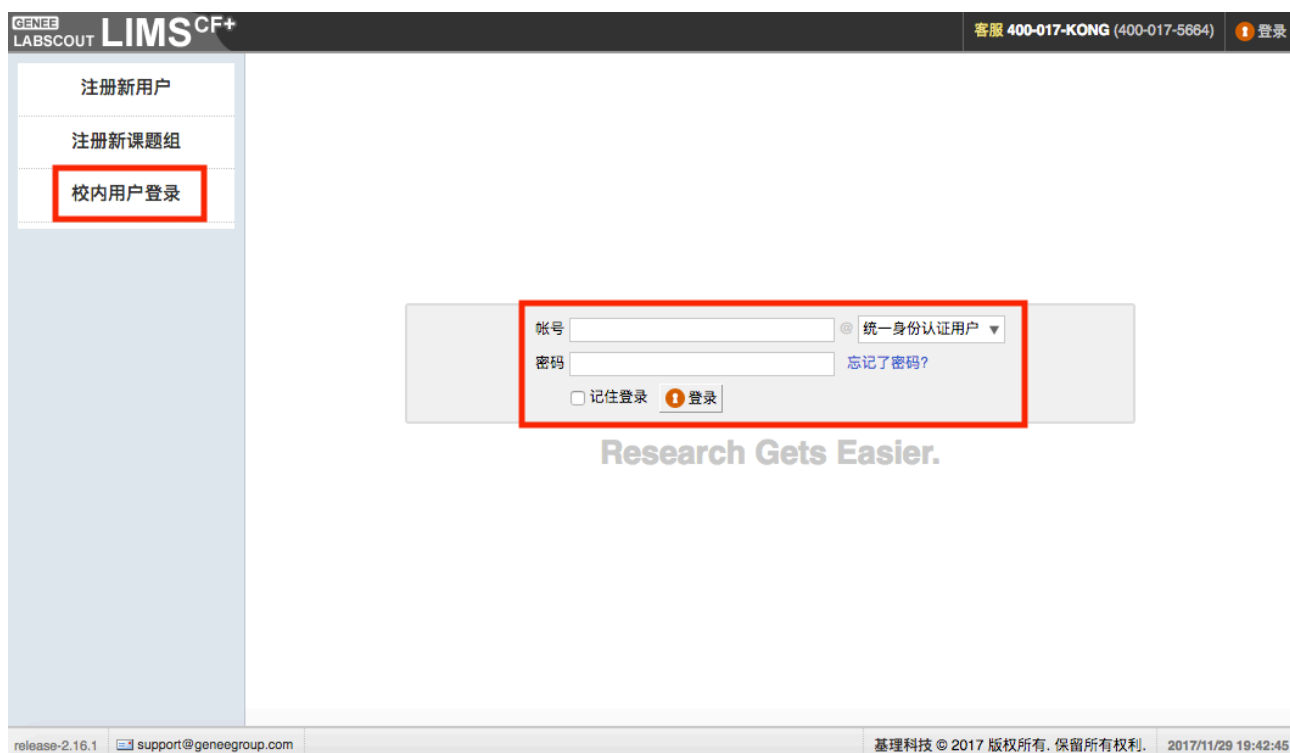 GENEE
LABSCOUT LIMS CF+
客服 400-017-KONG (400-017-5664) 登录
注册新用户
注册新课题组
校内用户登录
帐号 @ 统一身份认证用户 ▼
密码 忘记了密码?
记住登录 登录
Research Gets Easier.
release-2.16.1 support@geneegroup.com 基理科技 © 2017 版权所有. 保留所有权利. 2017/11/29 19:42:45